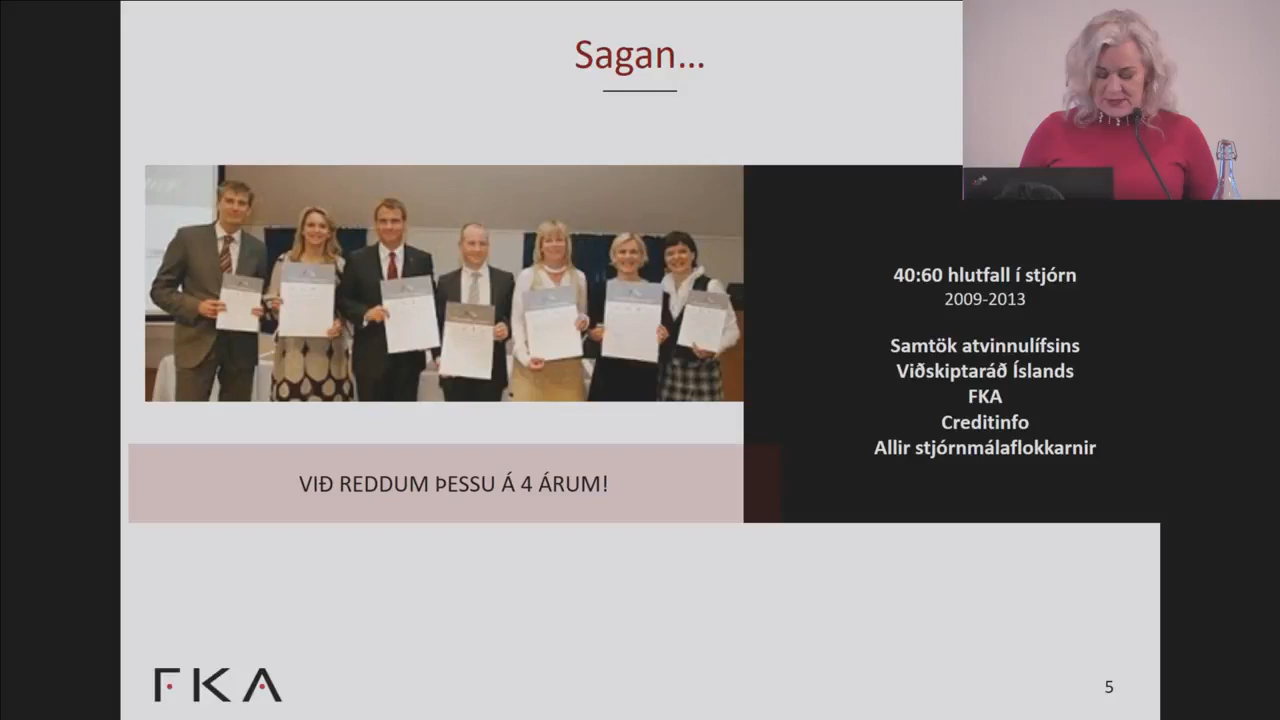 Sagan...
40:60 hlutfall í stjórn
2009-2013
Samtök atvinnulífsins
Viðskiptaráð Íslands
FKA
Creditinfo
Allir stjórnmálaflokkarnir
VIÐ REDDUM ÞESSU Á 4 ÁRUM!
FKA
5